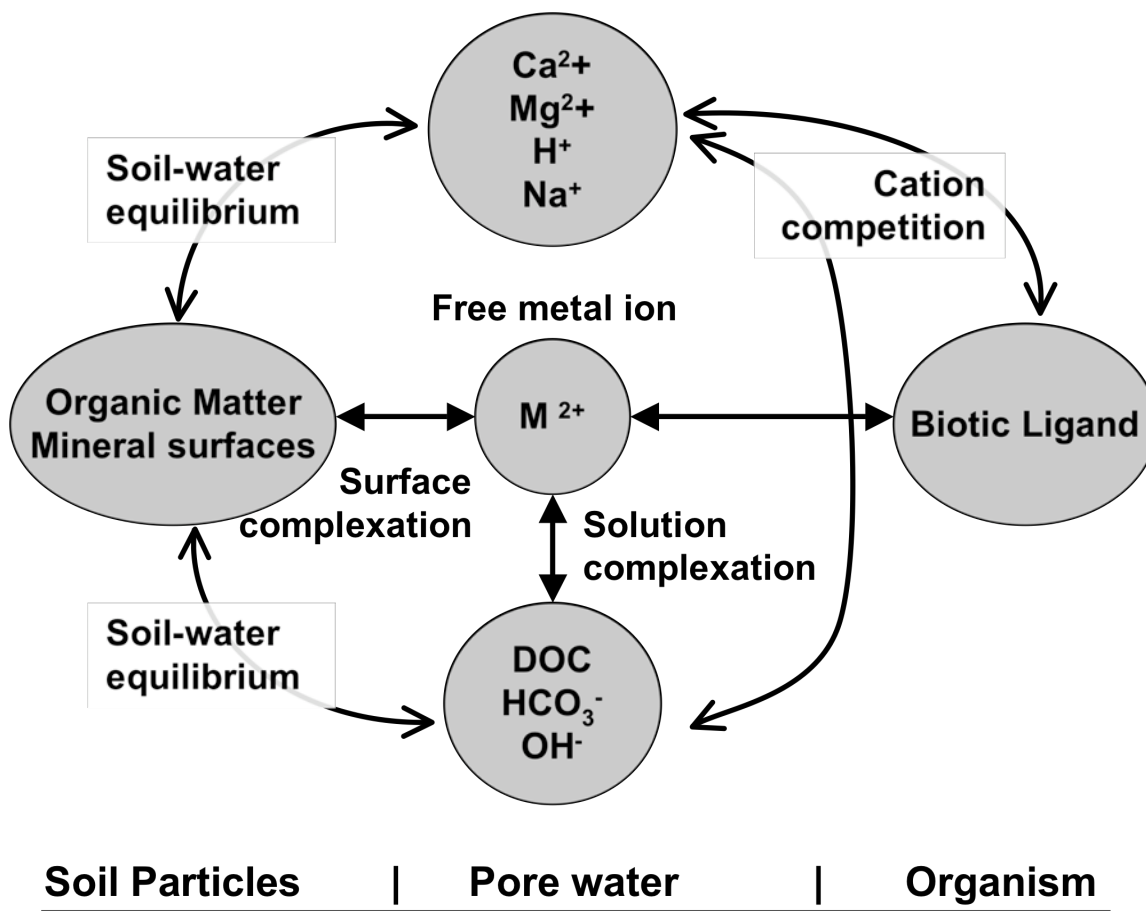 Ca²+
Mg²+
H⁺
Na⁺
Soil-water
equilibrium
Cation
competition
Free metal ion
Organic Matter
Mineral surfaces
M ²⁺
Biotic Ligand
Surface
complexation
Solution
complexation
Soil-water
equilibrium
DOC
HCO₃⁻
OH⁻
Soil Particles | Pore water | Organism